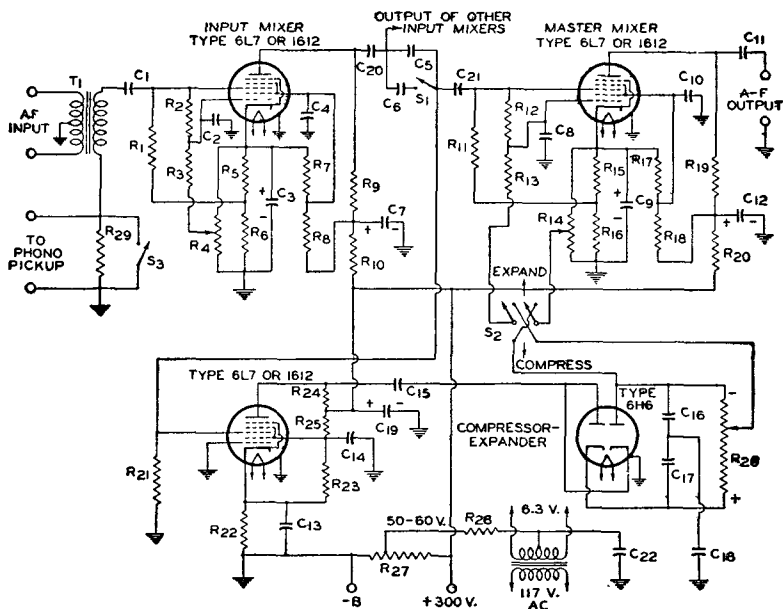 INPUT MIXER
TYPE 6L7 OR 1612
OUTPUT OF OTHER
INPUT MIXERS
MASTER MIXER
TYPE 6L7 OR 1612
C11
C20
C5
C6
S1
C21
C10
A-F
OUTPUT
T1
C1
A.F
INPUT
R2
C2
C4
R1
R3
R5
R7
C3
R4
R6
R8
R9
C7
R10
R12
C8
R11
R13
R15
R17
C9
R14
R16
R18
R19
C12
R20
TO
PHONO
PICKUP
R29
S3
EXPAND
S2
COMPRESS
TYPE 6L7 OR 1612
R24
C15
R25
C19
C14
R23
R21
R22
C13
COMPRESSOR-
EXPANDER
TYPE
6H6
C16
C17
R28
C18
50-60 V.
R26
6.3 V.
R27
C22
-B
+300 V.
117 V.
AC